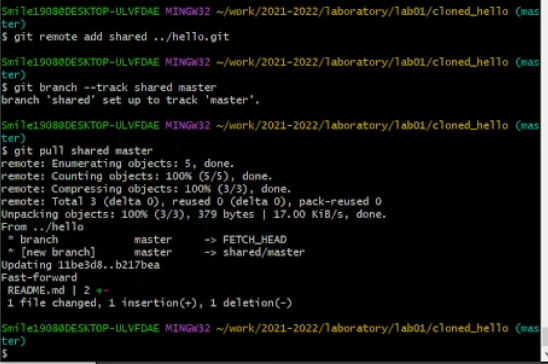 Smile1908@DESKTOP-ULVFDAE MINGW32 ~/work/2021-2022/laboratory/lab01/cloned_hello (mas
ter)
$ git remote add shared ../hello.git
Smile1908@DESKTOP-ULVFDAE MINGW32 ~/work/2021-2022/laboratory/lab01/cloned_hello (mas
ter)
$ git branch --track shared master
branch 'shared' set up to track 'master'.
Smile1908@DESKTOP-ULVFDAE MINGW32 ~/work/2021-2022/laboratory/lab01/cloned_hello (mas
ter)
$ git pull shared master
remote: Enumerating objects: 5, done.
remote: Counting objects: 100% (5/5), done.
remote: Compressing objects: 100% (3/3), done.
remote: Total 3 (delta 0), reused 0 (delta 0), pack-reused 0
Unpacking objects: 100% (3/3), 379 bytes | 17.00 KiB/s, done.
From ../hello
 * branch            master     -> FETCH_HEAD
 * [new branch]      master     -> shared/master
Updating 11be3d8..b217bea
Fast-forward
 README.md | 2 +-
 1 file changed, 1 insertion(+), 1 deletion(-)
Smile1908@DESKTOP-ULVFDAE MINGW32 ~/work/2021-2022/laboratory/lab01/cloned_hello (mas
ter)
$